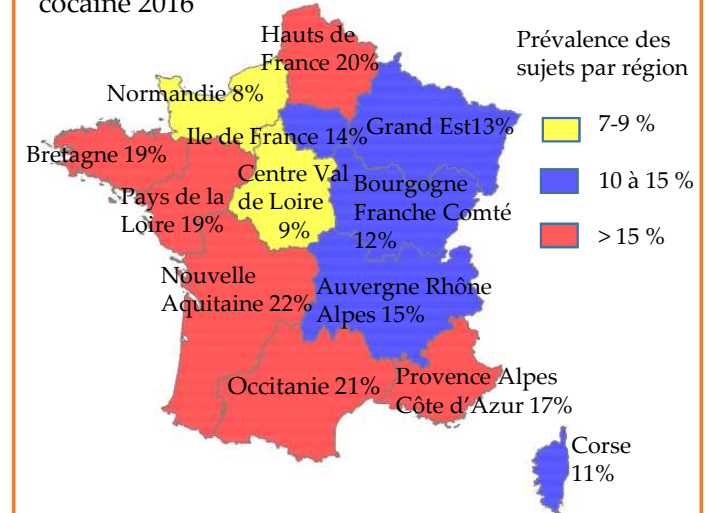 cocaïne 2016
Hauts de
France 20%
Prévalence des
sujets par région
Normandie 8%
7-9 %
Ile de France 14%
Grand Est13%
Bretagne 19%
Centre Val
de Loire
9%
10 à 15 %
Pays de la
Loire 19%
Bourgogne
Franche Comté
12%
> 15 %
Nouvelle
Aquitaine 22%
Auvergne Rhône
Alpes 15%
Occitanie 21%
Provence Alpes
Côte d’Azur 17%
Corse
11%